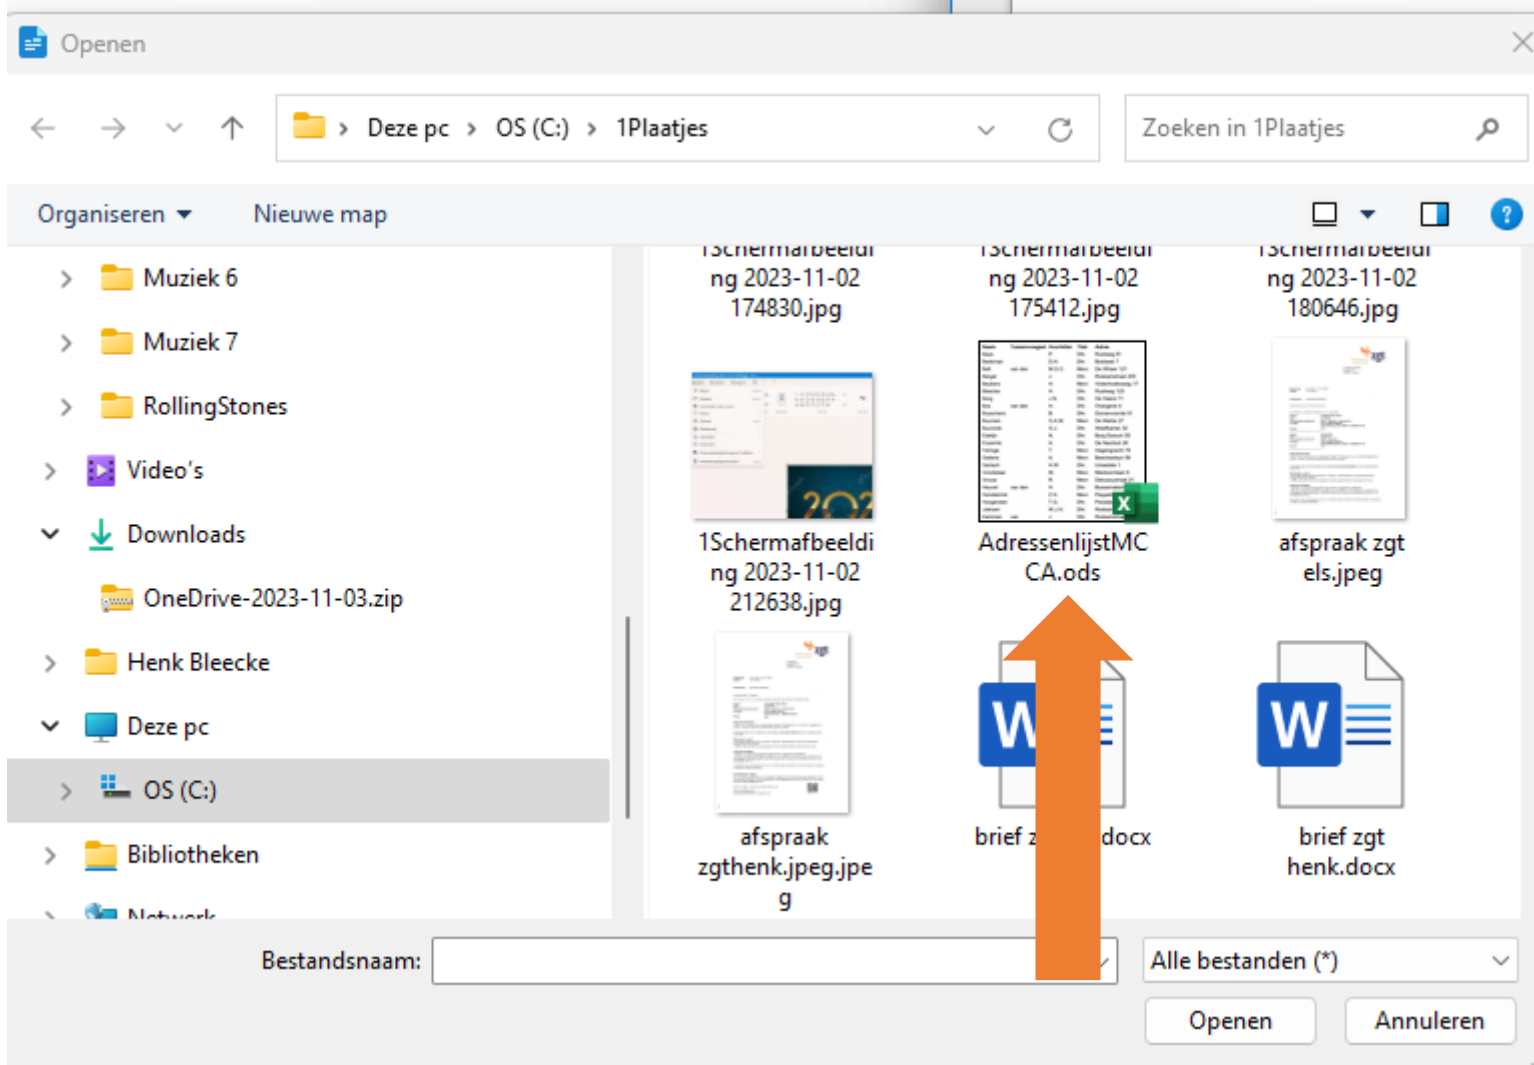 Openen
Deze pc
OS (C:)
1Plaatjes
Zoeken in 1Plaatjes
Organiseren
Nieuwe map
Muziek 6
Muziek 7
RollingStones
Video's
Downloads
OneDrive-2023-11-03.zip
Henk Bleecke
Deze pc
OS (C:)
Bibliotheken
Netwerk
1Schermafbeeldi
ng 2023-11-02
174830.jpg
1Schermafbeeldi
ng 2023-11-02
175412.jpg
1Schermafbeeldi
ng 2023-11-02
180646.jpg
1Schermafbeeldi
ng 2023-11-02
212638.jpg
AdressenlijstMC
CA.ods
afspraak zgt
els.jpeg
afspraak
zgthenk.jpeg.jpe
g
brief
docx
brief zgt
henk.docx
Bestandsnaam:
Alle bestanden (*)
Openen
Annuleren